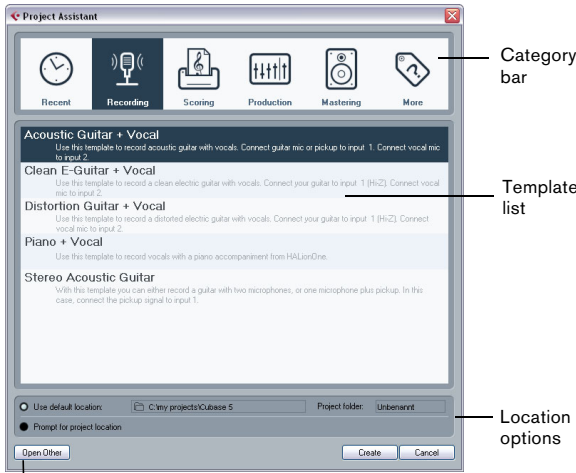 Project Assistant
Recent
Recording
Scoring
Production
Mastering
More
Category
bar
Acoustic Guitar + Vocal
Use this template to record acoustic guitar with vocals. Connect guitar mic or pickup to input 1. Connect vocal mic
to input 2.
Clean E-Guitar + Vocal
Use this template to record a clean electric guitar with vocals. Connect your guitar to input 1 (Hi-Z). Connect vocal
mic to input 2.
Template
list
Distortion Guitar + Vocal
Use this template to record a distorted electric guitar with vocals. Connect your guitar to input 1 (Hi-Z). Connect
vocal mic to input 2.
Piano + Vocal
Use this template to record vocals with a piano accompaniment from HALionOne.
Stereo Acoustic Guitar
With this template you can either record a guitar with two microphones, or one microphone plus pickup. In this
case, connect the pickup signal to input 1.
Use default location:
C:\my projects\Cubase 5
Project folder:
Unbenannt
Prompt for project location
Location
options
Open Other
Create
Cancel